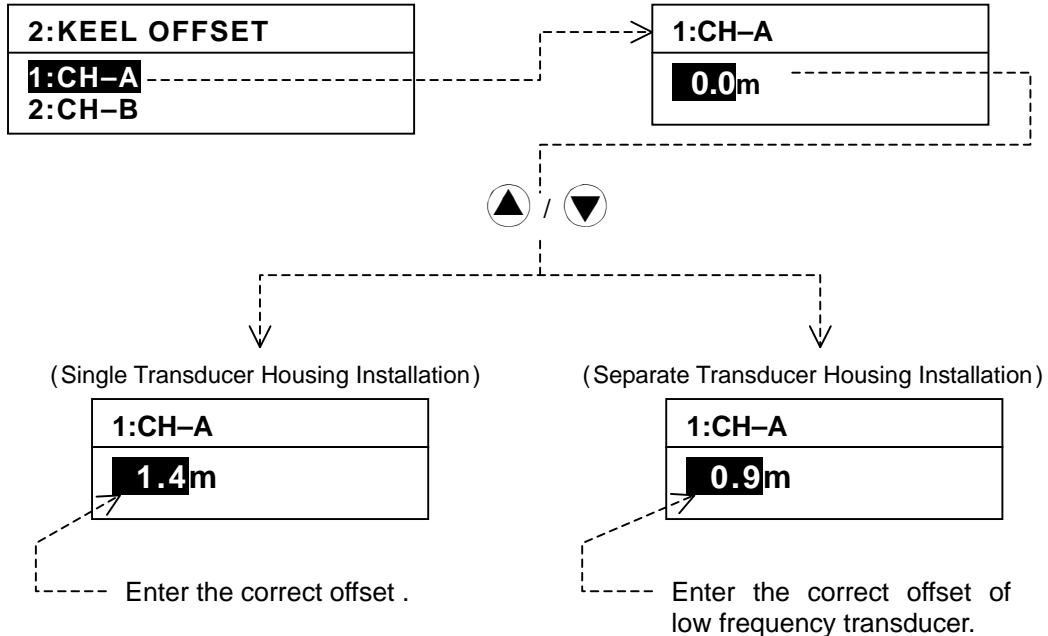 2:KEEL OFFSET
1:CH–A
2:CH–B
1:CH–A
0.0m
/
(Single Transducer Housing Installation)
(Separate Transducer Housing Installation)
1:CH–A
1.4m
1:CH–A
0.9m
Enter the correct offset .
Enter the correct offset of
low frequency transducer.